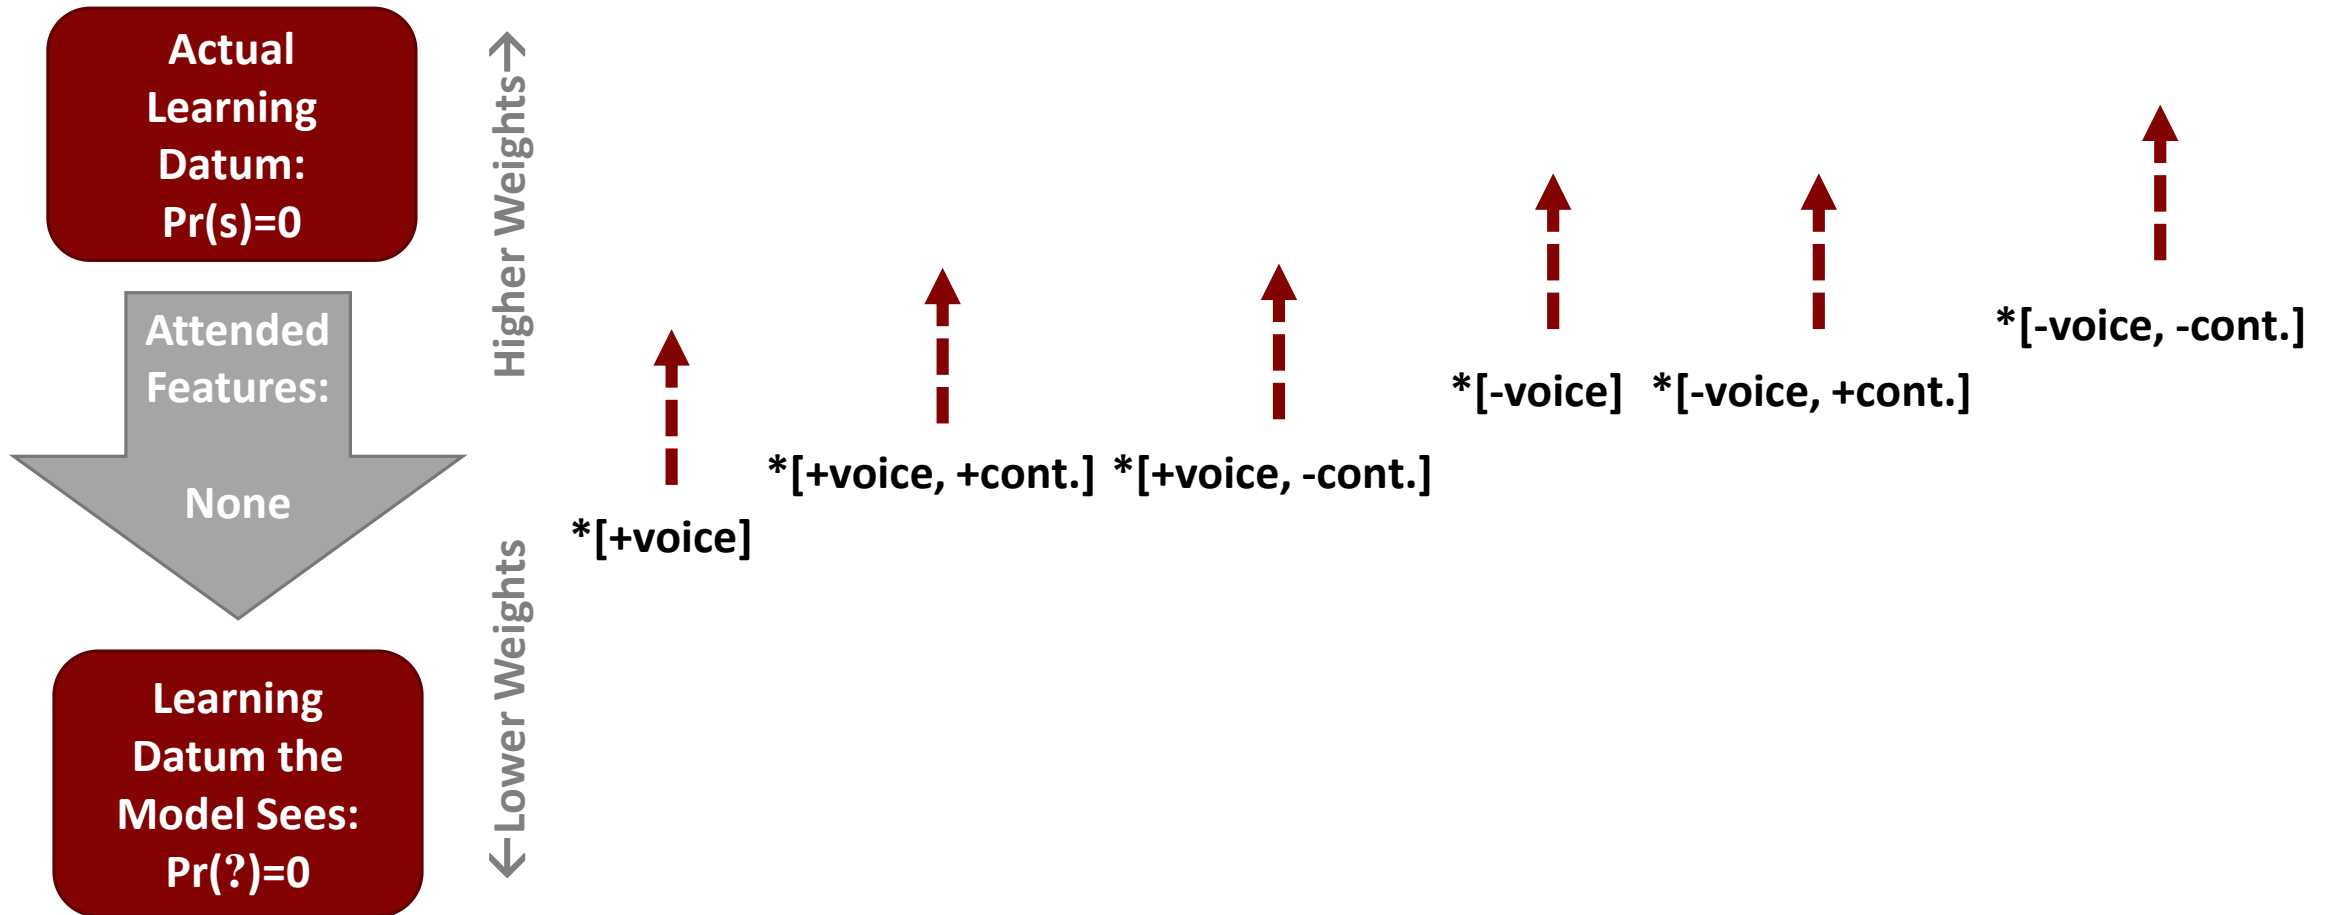 Actual
Learning
Datum:
Pr(s)=0
Attended
Features:
None
Learning
Datum the
Model Sees:
Pr(?)=0
Higher Weights→
←Lower Weights
*[+voice]
*[+voice, +cont.]
*[+voice, -cont.]
*[-voice]
*[-voice, +cont.]
*[-voice, -cont.]